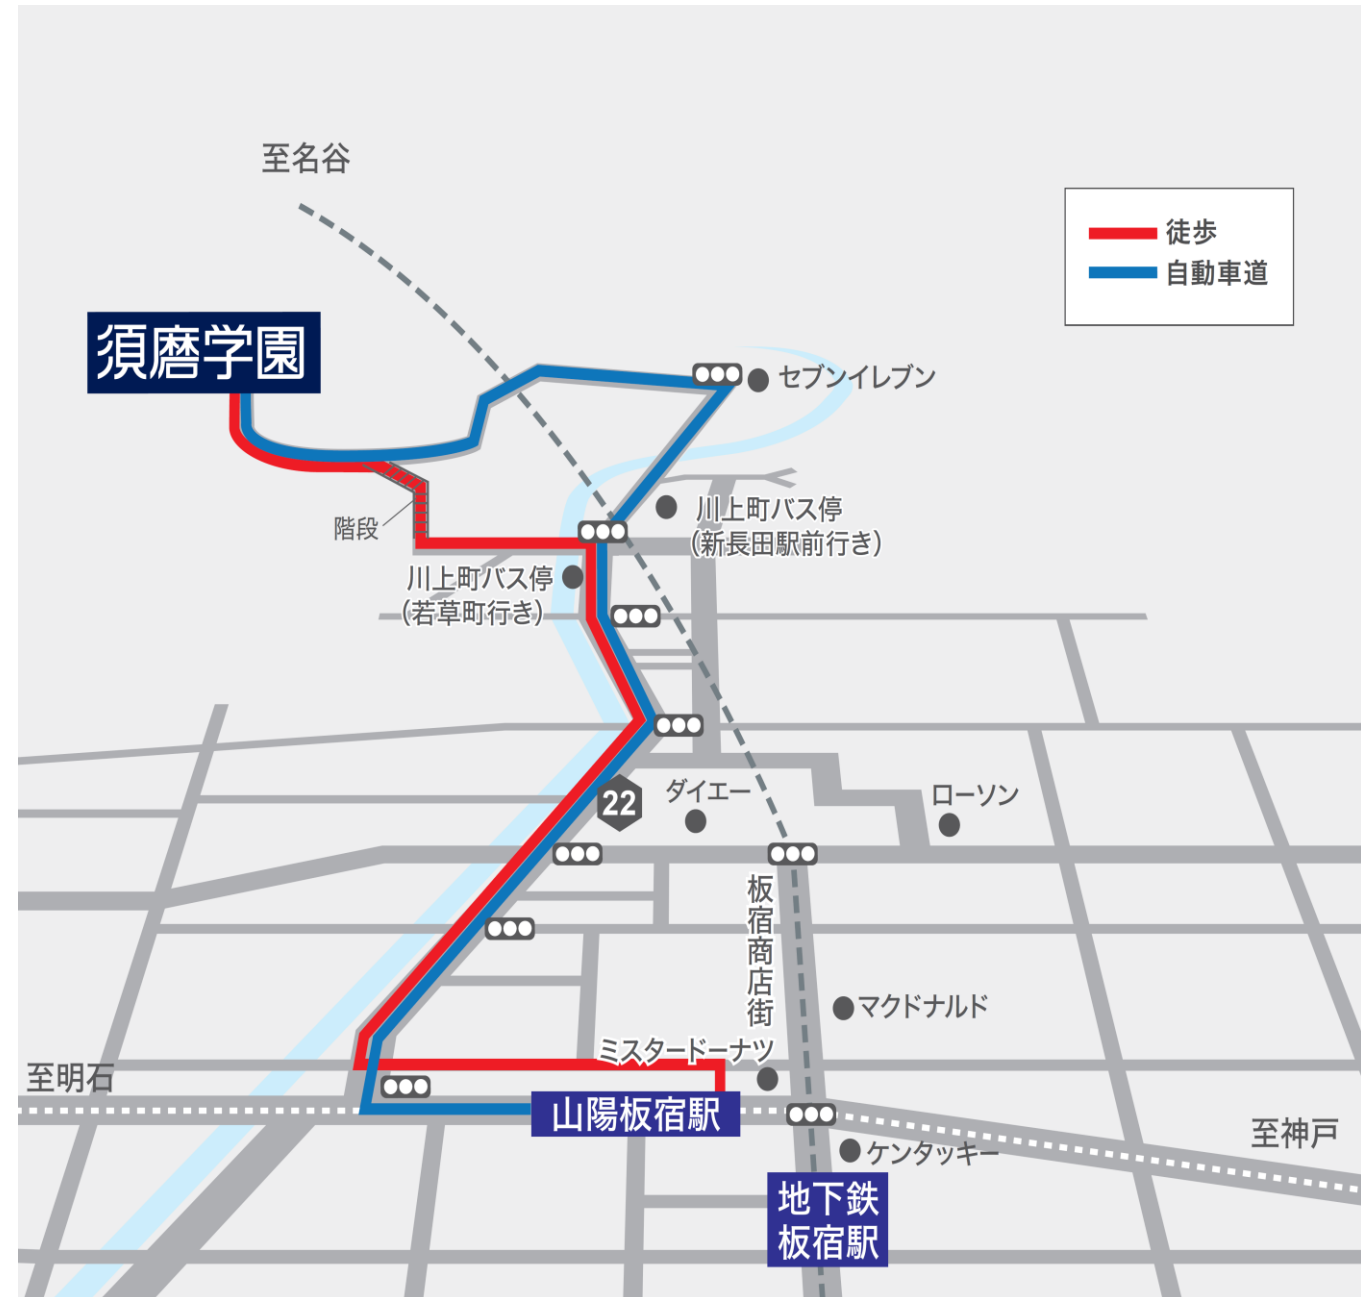 至名谷
徒歩
自動車道
須磨学園
セブンイレブン
川上町バス停
(新長田駅前行き)
階段
川上町バス停
(若草町行き)
22
ダイエー
ローソン
板宿商店街
マクドナルド
ミスタードーナツ
至明石
山陽板宿駅
至神戸
ケンタッキー
地下鉄
板宿駅